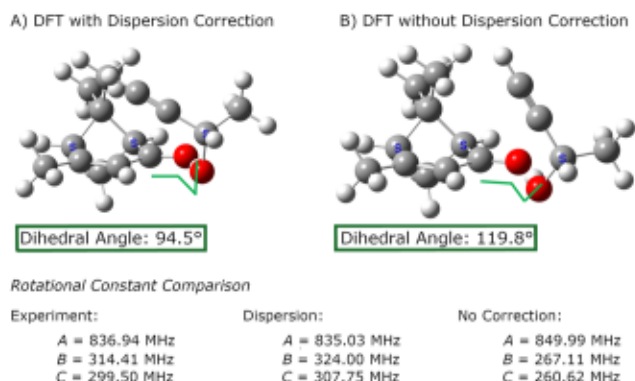 A) DFT with Dispersion Correction
B) DFT without Dispersion Correction
S
S
S
S
S
S
Dihedral Angle: 94.5°
Dihedral Angle: 119.8°
Rotational Constant Comparison
Experiment:
A = 836.94 MHz
B = 314.41 MHz
C = 299.50 MHz
Dispersion:
A = 835.03 MHz
B = 324.00 MHz
C = 307.75 MHz
No Correction:
A = 849.99 MHz
B = 267.11 MHz
C = 260.62 MHz